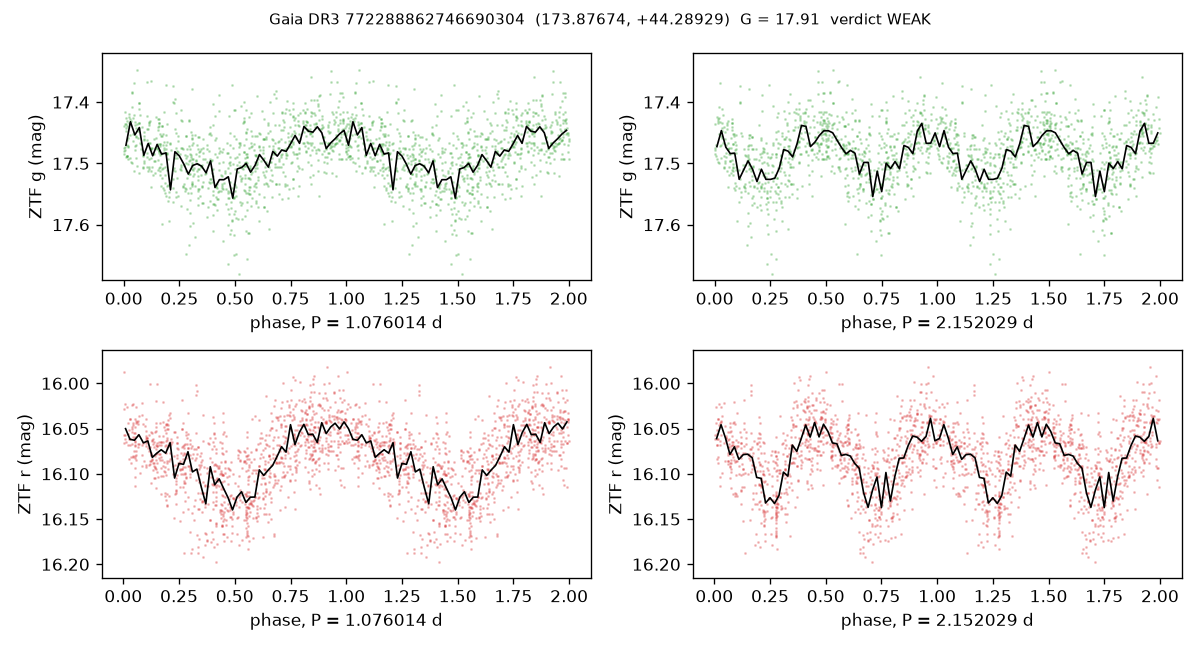 Gaia DR3 772288862746690304  (173.87674, +44.28929)  G = 17.91  verdict WEAK
ZTF g (mag)
17.4
17.5
17.6
0.00 0.25 0.50 0.75 1.00 1.25 1.50 1.75 2.00
phase, P = 1.076014 d
ZTF g (mag)
17.4
17.5
17.6
0.00 0.25 0.50 0.75 1.00 1.25 1.50 1.75 2.00
phase, P = 2.152029 d
ZTF r (mag)
16.00
16.05
16.10
16.15
16.20
0.00 0.25 0.50 0.75 1.00 1.25 1.50 1.75 2.00
phase, P = 1.076014 d
ZTF r (mag)
16.00
16.05
16.10
16.15
16.20
0.00 0.25 0.50 0.75 1.00 1.25 1.50 1.75 2.00
phase, P = 2.152029 d